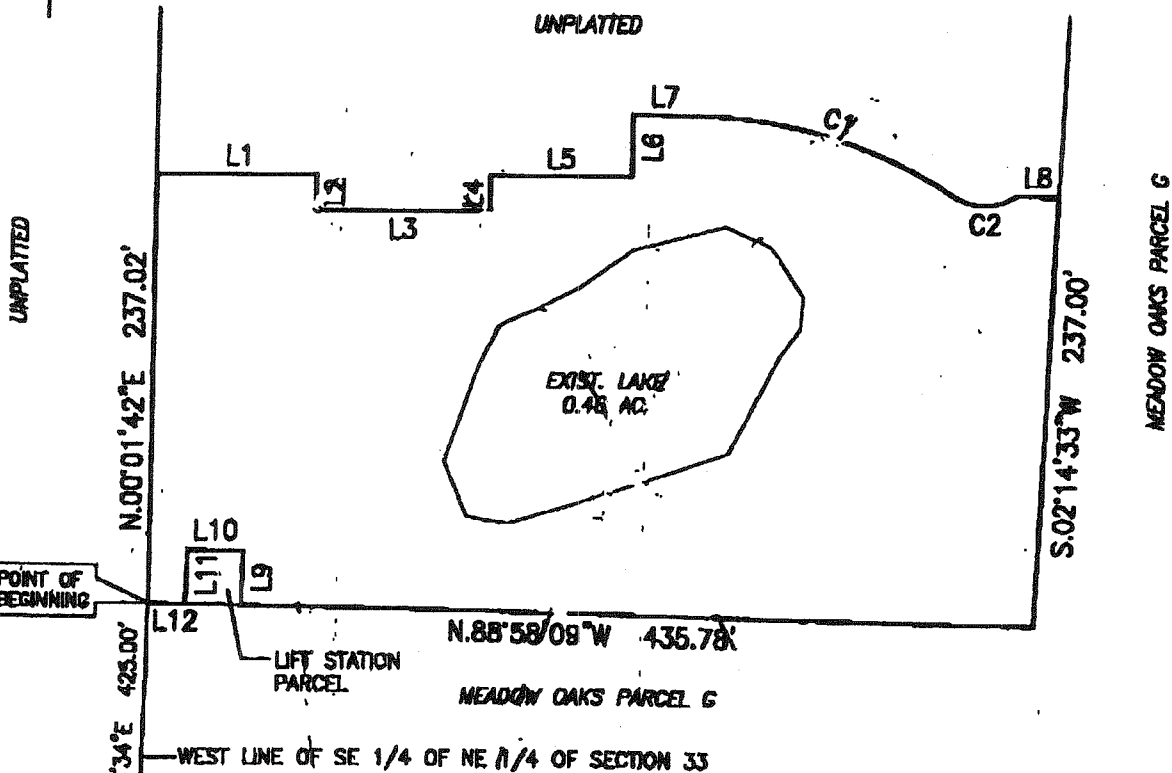 UNPLATTED
L7
C1
L1
L5
L6
L2
L8
L4
L3
C2
UNPLATTED
MEADOW OAKS PARCEL G
N.00°01'42"E 237.02'
S.02°14'33"W 237.00'
EXIST. LAKE
0.46 AC.
L10
L11
L9
POINT OF
BEGINNING
L12
N.88°58'09"W 435.78'
LIFT STATION
PARCEL
MEADOW OAKS PARCEL G
'34"E 425.00'
WEST LINE OF SE 1/4 OF NE 1/4 OF SECTION 33